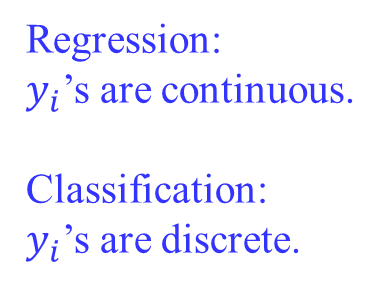 Regression:
𝑦ᵢ’s are continuous.
Classification:
𝑦ᵢ’s are discrete.